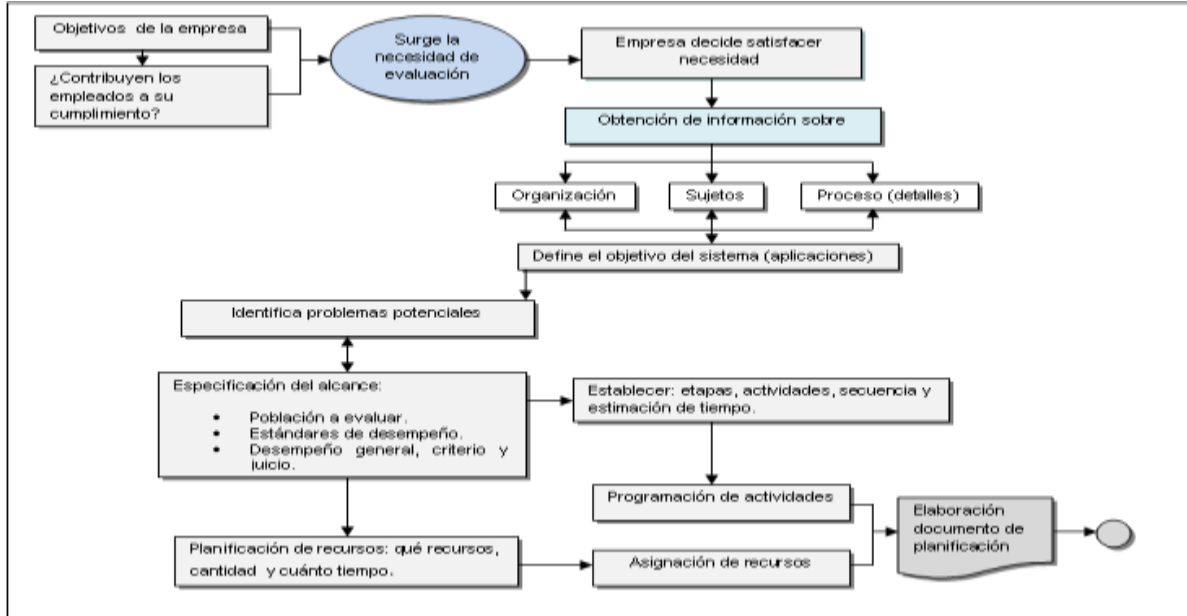 Objetivos de la empresa
¿Contribuyen los
empleados a su
cumplimiento?
Surge la
necesidad de
evaluación
Empresa decide satisfacer
necesidad
Obtención de información sobre
Organización
Sujetos
Proceso (detalles)
Define el objetivo del sistema (aplicaciones)
Identifica problemas potenciales
Especificación del alcance:
• Población a evaluar.
• Estándares de desempeño.
• Desempeño general, criterio y
juicio.
Establecer: etapas, actividades, secuencia y
estimación de tiempo.
Programación de actividades
Planificación de recursos: qué recursos,
cantidad y cuánto tiempo.
Asignación de recursos
Elaboración
documento de
planificación